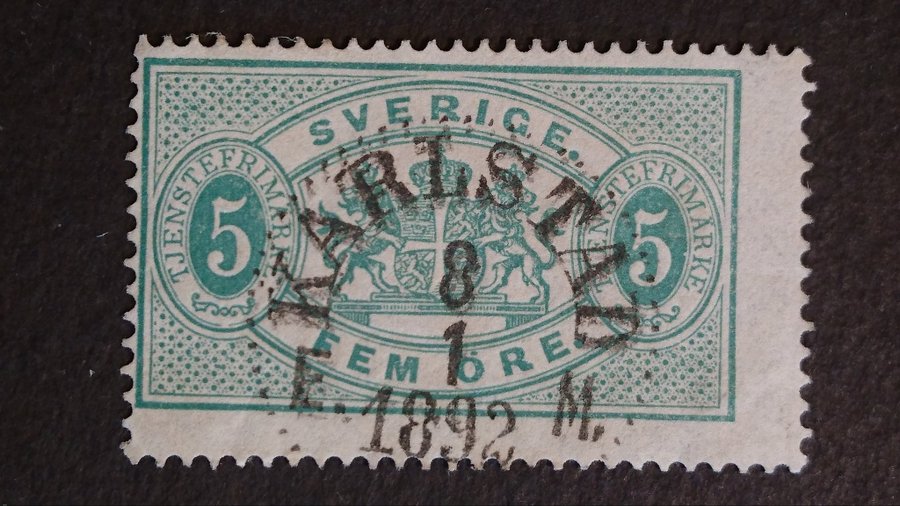 SVERIGE.
TJENSTEFRIMÄRKE
5
TJENSTEFRIMÄRKE
5
FEM ÖRE
KARLSTAD
8
1
1892
F. M.